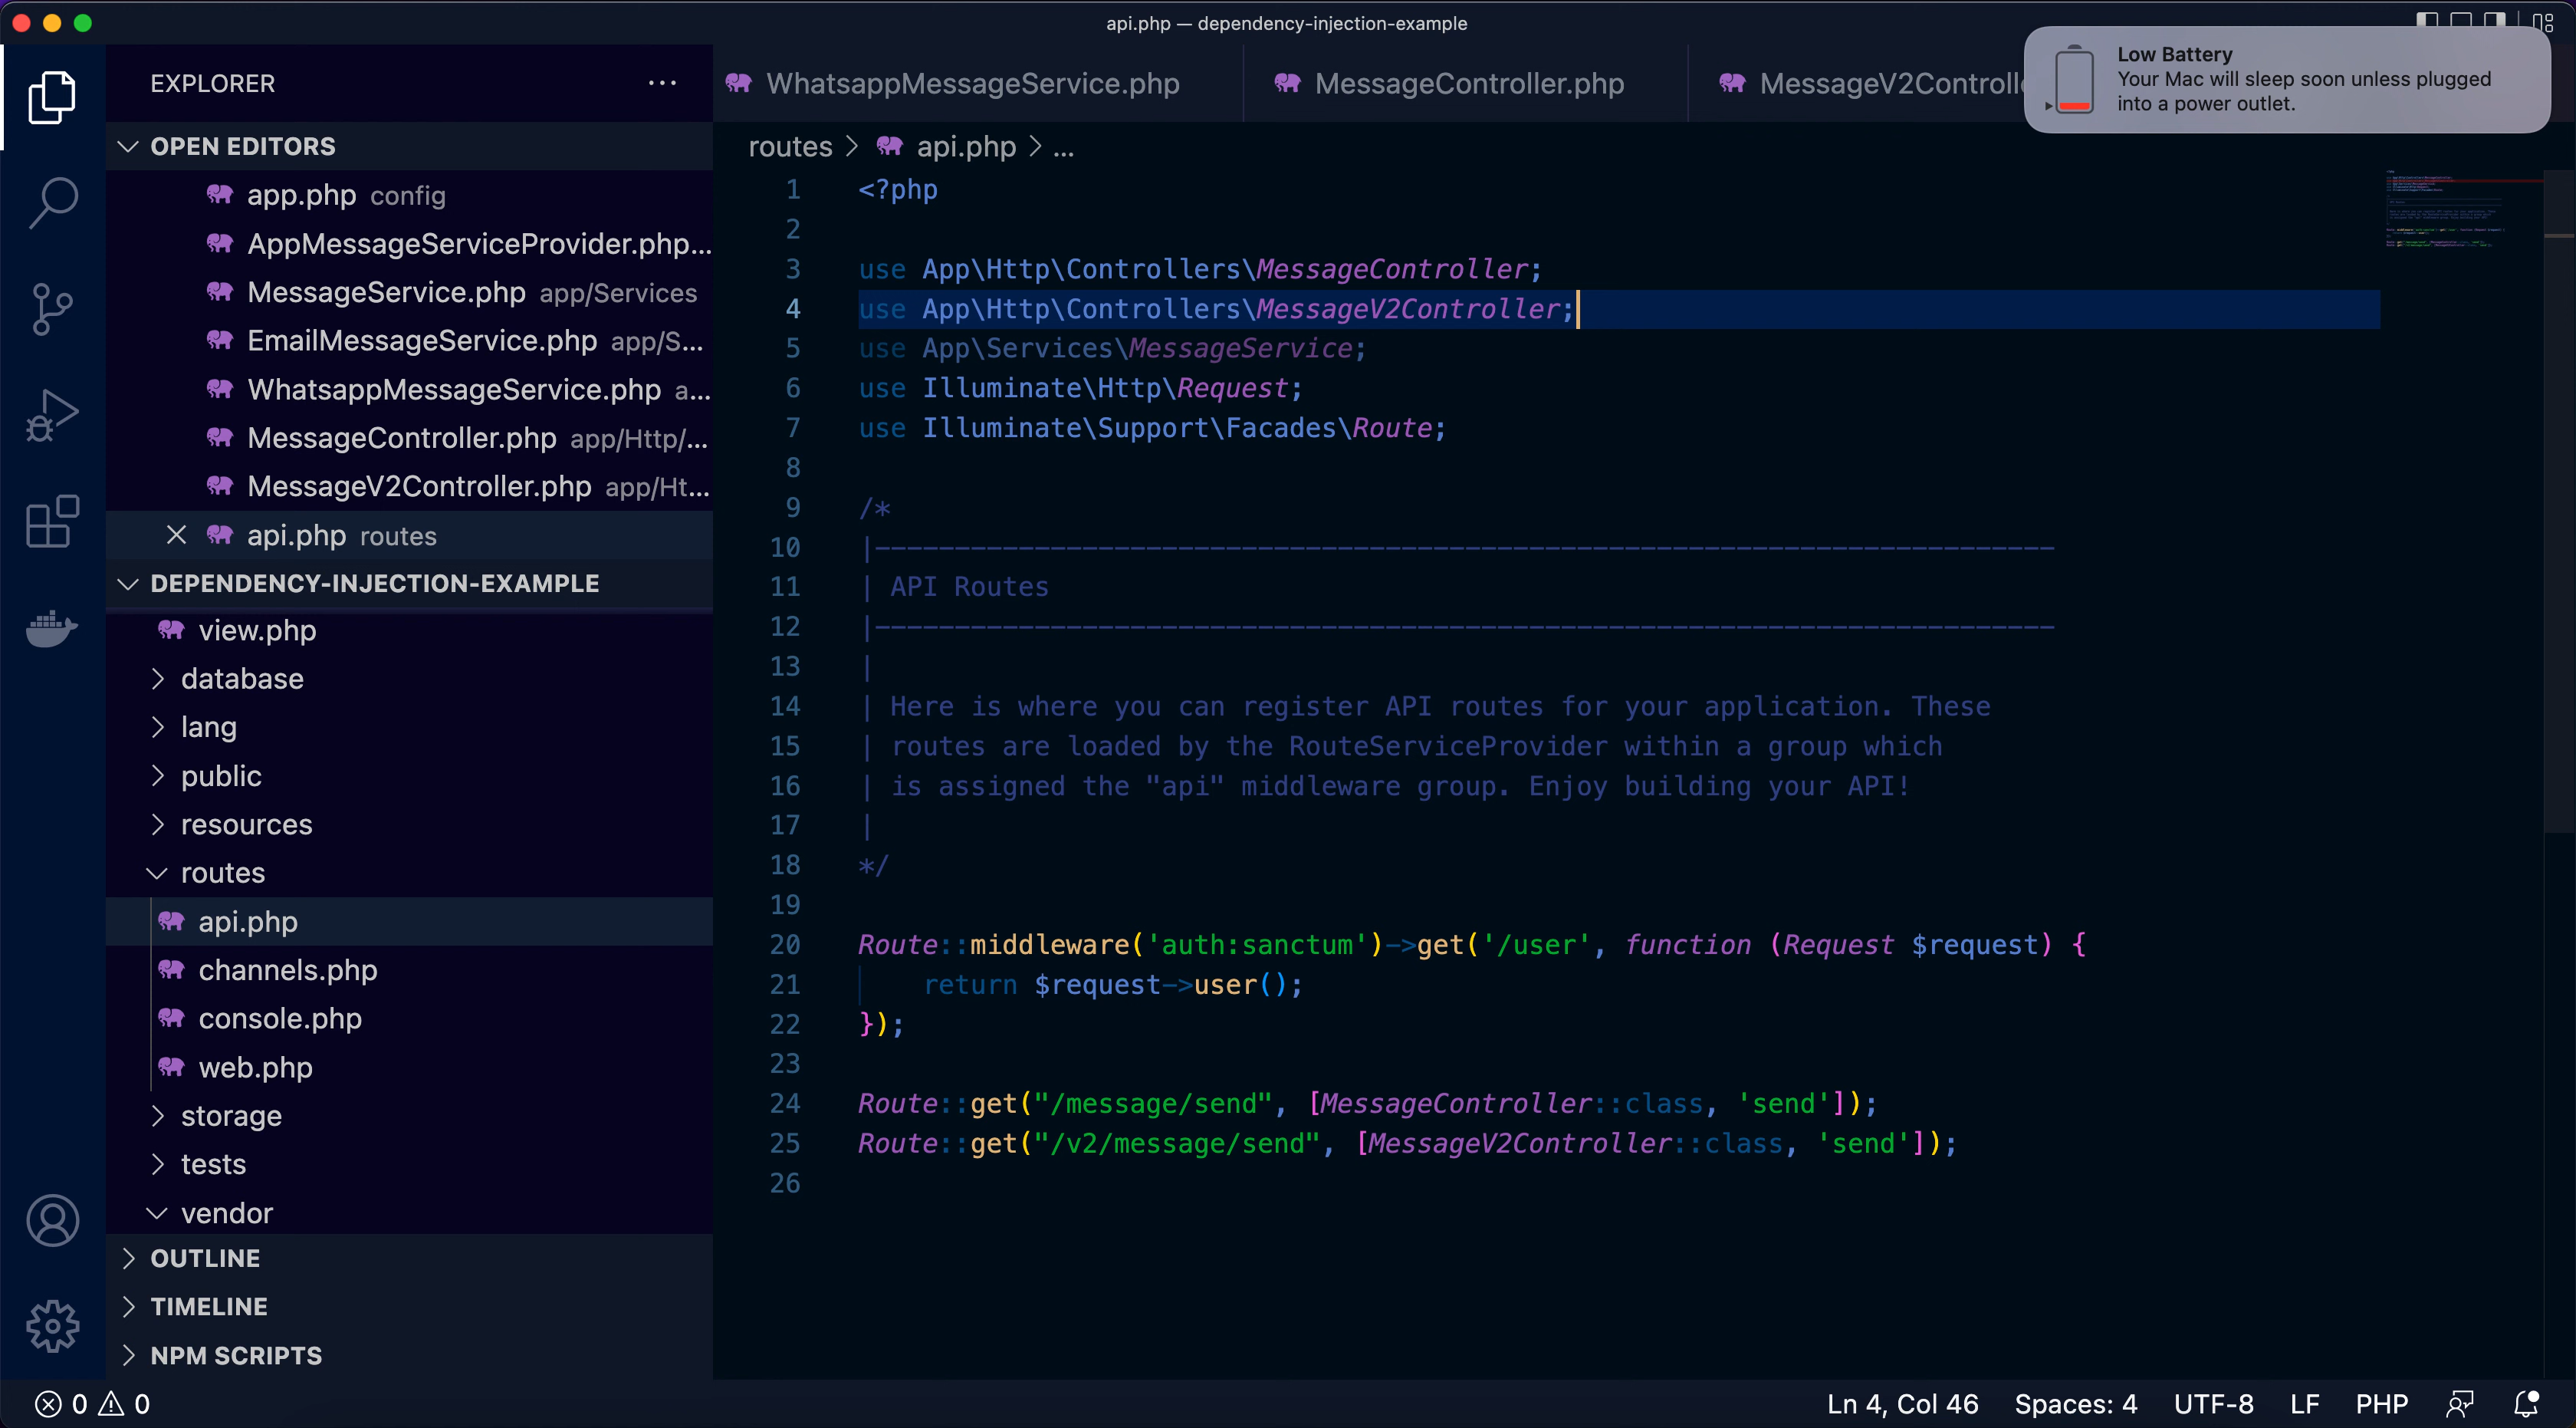 api.php — dependency-injection-example
Low Battery
Your Mac will sleep soon unless plugged
into a power outlet.
EXPLORER
WhatsappMessageService.php
MessageController.php
MessageV2Controlle
OPEN EDITORS
app.php config
AppMessageServiceProvider.php...
MessageService.php app/Services
EmailMessageService.php app/S...
WhatsappMessageService.php a...
MessageController.php app/Http/...
MessageV2Controller.php app/Ht...
api.php routes
DEPENDENCY-INJECTION-EXAMPLE
view.php
database
lang
public
resources
routes
api.php
channels.php
console.php
web.php
storage
tests
vendor
OUTLINE
TIMELINE
NPM SCRIPTS
routes > api.php > ...
1 <?php
2
3 use App\Http\Controllers\MessageController;
4 use App\Http\Controllers\MessageV2Controller;
5 use App\Services\MessageService;
6 use Illuminate\Http\Request;
7 use Illuminate\Support\Facades\Route;
8
9 /*
10 |--------------------------------------------------------------------------
11 | API Routes
12 |--------------------------------------------------------------------------
13 |
14 | Here is where you can register API routes for your application. These
15 | routes are loaded by the RouteServiceProvider within a group which
16 | is assigned the "api" middleware group. Enjoy building your API!
17 |
18 */
19
20 Route::middleware('auth:sanctum')->get('/user', function (Request $request) {
21     return $request->user();
22 });
23
24 Route::get("/message/send", [MessageController::class, 'send']);
25 Route::get("/v2/message/send", [MessageV2Controller::class, 'send']);
26
0 0
Ln 4, Col 46 Spaces: 4 UTF-8 LF PHP